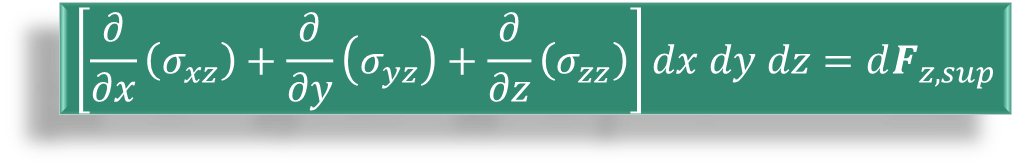 [∂/∂x (σ_xz) + ∂/∂y (σ_yz) + ∂/∂z (σ_zz)] dx dy dz = d𝑭_z,sup